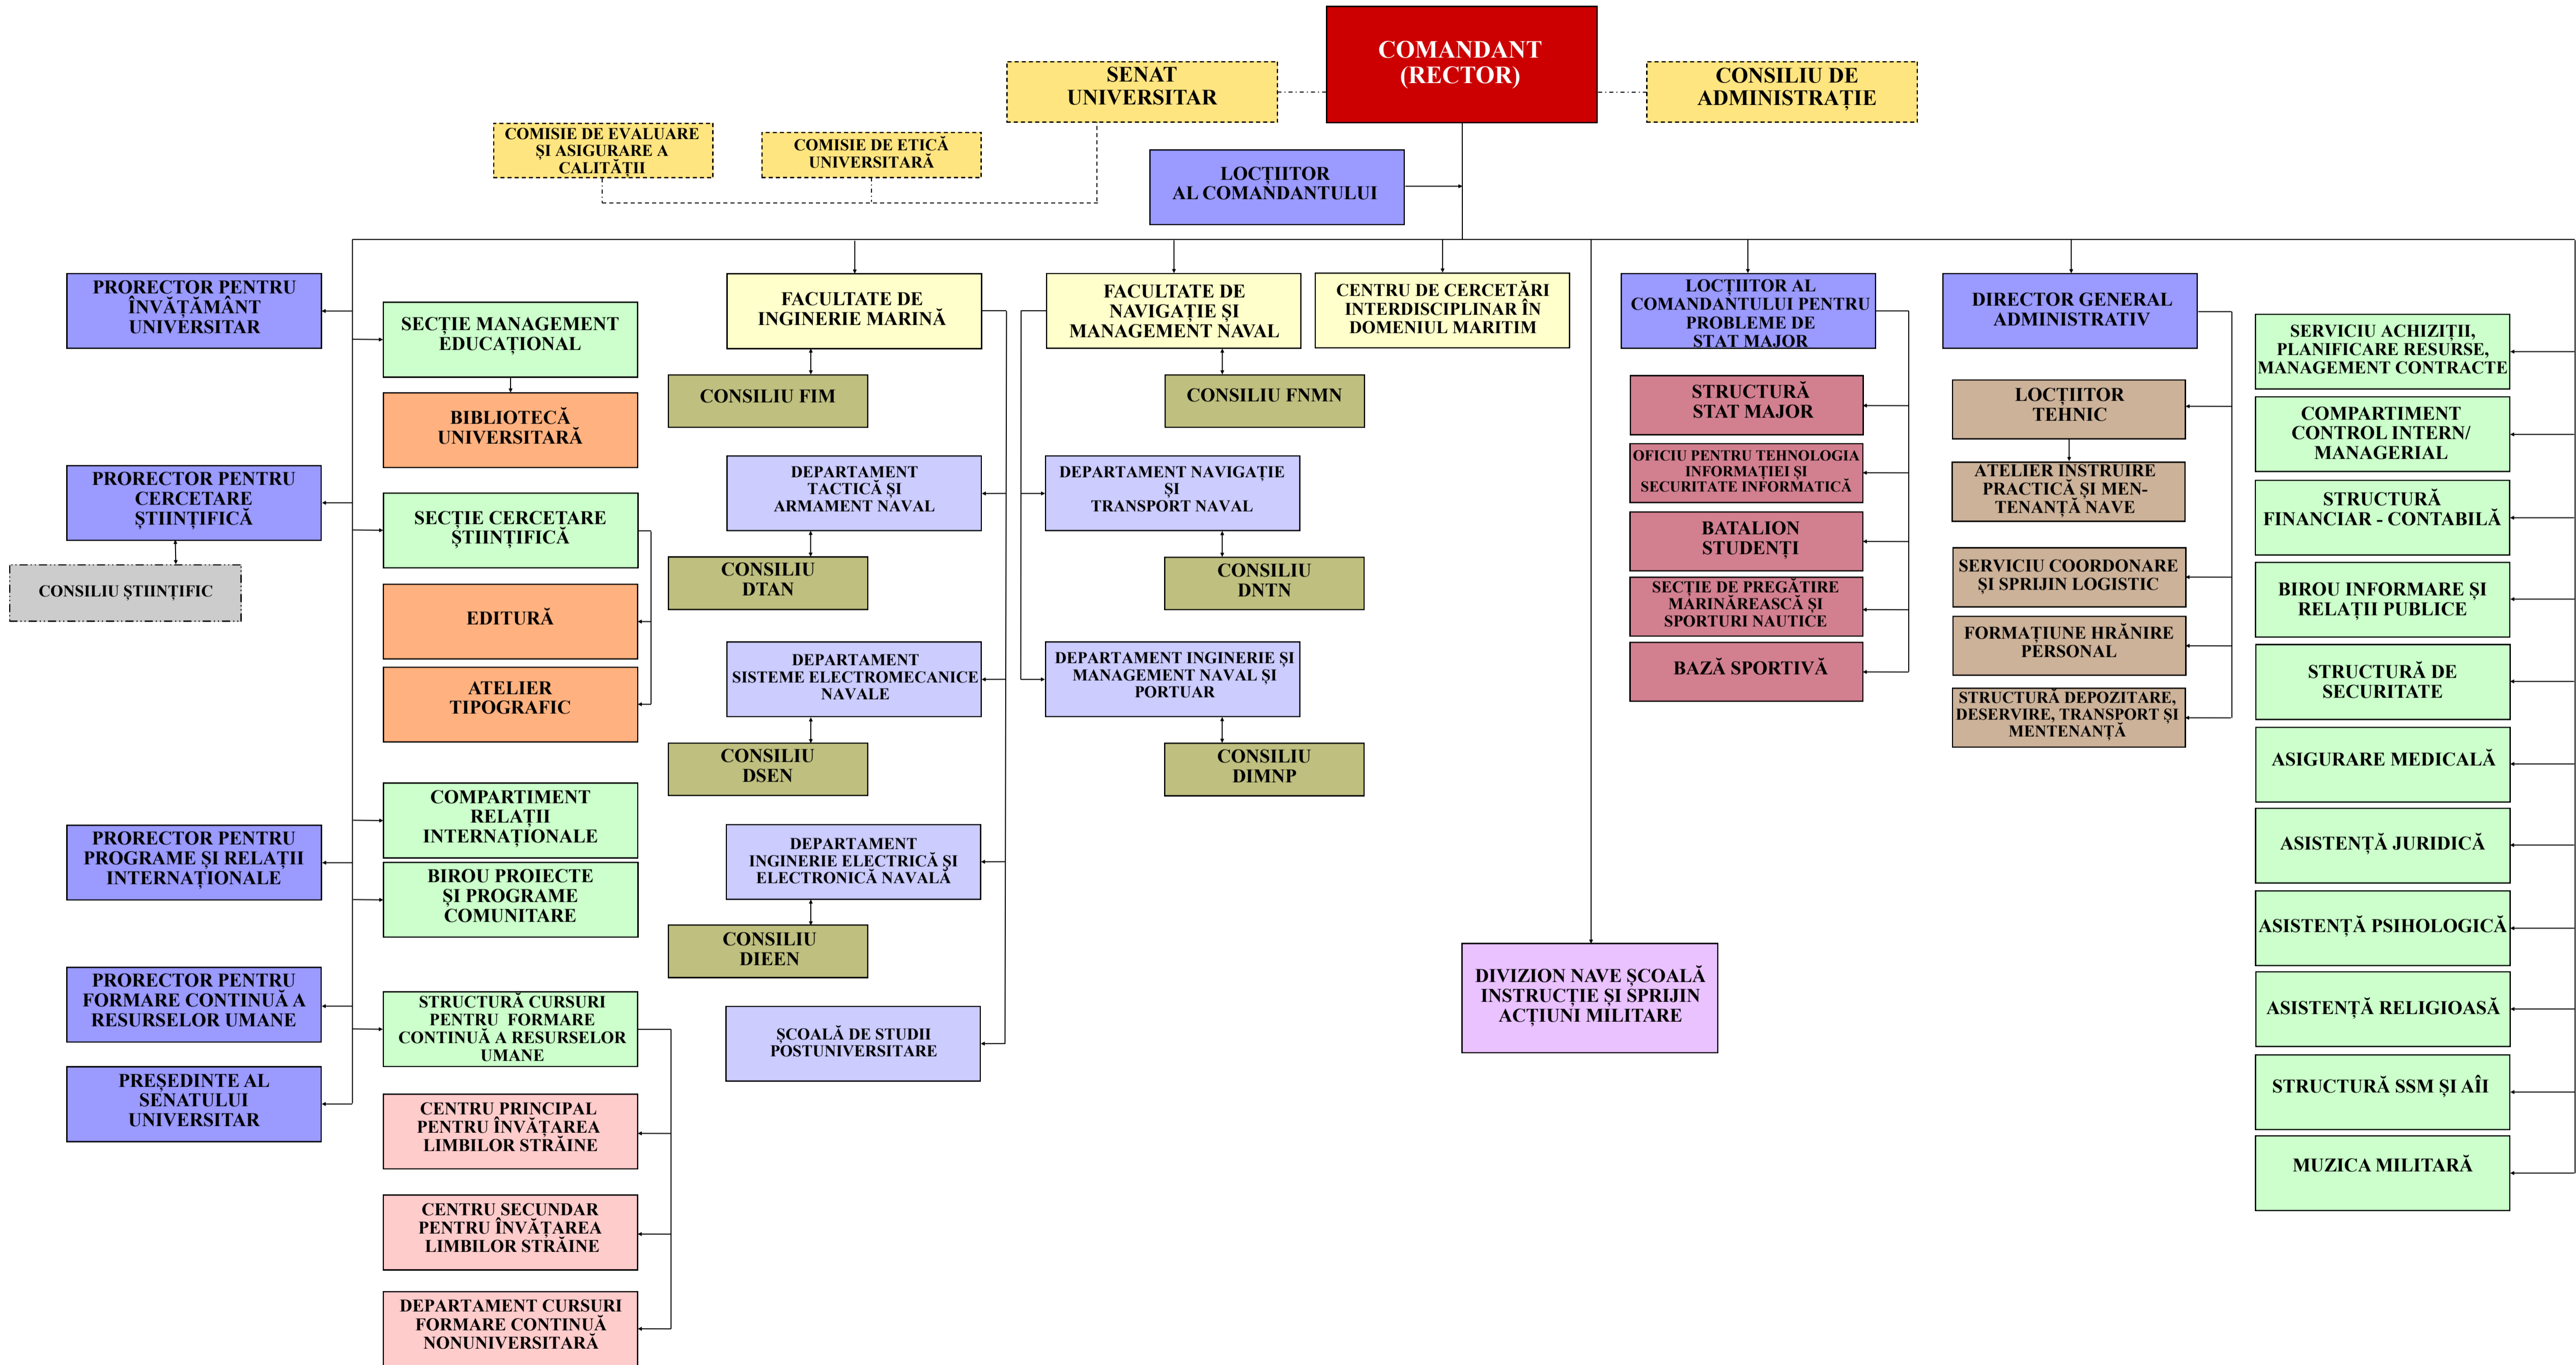 COMANDANT
(RECTOR)
SENAT
UNIVERSITAR
CONSILIU DE
ADMINISTRAȚIE
COMISIE DE EVALUARE
ȘI ASIGURARE A
CALITĂȚII
COMISIE DE ETICĂ
UNIVERSITARĂ
LOCȚIITOR
AL COMANDANTULUI
PRORECTOR PENTRU
ÎNVĂȚĂMÂNT
UNIVERSITAR
PRORECTOR PENTRU
CERCETARE
ȘTIINȚIFICĂ
CONSILIU ȘTIINȚIFIC
PRORECTOR PENTRU
PROGRAME ȘI RELAȚII
INTERNAȚIONALE
PRORECTOR PENTRU
FORMARE CONTINUĂ A
RESURSELOR UMANE
PREȘEDINTE AL
SENATULUI
UNIVERSITAR
SECȚIE MANAGEMENT
EDUCAȚIONAL
BIBLIOTECĂ
UNIVERSITARĂ
SECȚIE CERCETARE
ȘTIINȚIFICĂ
EDITURĂ
ATELIER
TIPOGRAFIC
COMPARTIMENT
RELAȚII
INTERNAȚIONALE
BIROU PROIECTE
ȘI PROGRAME
COMUNITARE
STRUCTURĂ CURSURI
PENTRU FORMARE
CONTINUĂ A RESURSELOR
UMANE
CENTRU PRINCIPAL
PENTRU ÎNVĂȚAREA
LIMBILOR STRĂINE
CENTRU SECUNDAR
PENTRU ÎNVĂȚAREA
LIMBILOR STRĂINE
DEPARTAMENT CURSURI
FORMARE CONTINUĂ
NONUNIVERSITARĂ
FACULTATE DE
INGINERIE MARINĂ
CONSILIU FIM
DEPARTAMENT
TACTICĂ ȘI
ARMAMENT NAVAL
CONSILIU
DTAN
DEPARTAMENT
SISTEME ELECTROMECANICE
NAVALE
CONSILIU
DSEN
DEPARTAMENT
INGINERIE ELECTRICĂ ȘI
ELECTRONICĂ NAVALĂ
CONSILIU
DIEEN
ȘCOALĂ DE STUDII
POSTUNIVERSITARE
FACULTATE DE
NAVIGAȚIE ȘI
MANAGEMENT NAVAL
CONSILIU FNMN
DEPARTAMENT NAVIGAȚIE
ȘI
TRANSPORT NAVAL
CONSILIU
DNTN
DEPARTAMENT INGINERIE ȘI
MANAGEMENT NAVAL ȘI
PORTUAR
CONSILIU
DIMNP
CENTRU DE CERCETĂRI
INTERDISCIPLINAR ÎN
DOMENIUL MARITIM
DIVIZION NAVE ȘCOALĂ
INSTRUCȚIE ȘI SPRIJIN
ACȚIUNI MILITARE
LOCȚIITOR AL
COMANDANTULUI PENTRU
PROBLEME DE
STAT MAJOR
STRUCTURĂ
STAT MAJOR
OFICIU PENTRU TEHNOLOGIA
INFORMAȚIEI ȘI
SECURITATE INFORMATICĂ
BATALION
STUDENȚI
SECȚIE DE PREGĂTIRE
MARINĂREASCĂ ȘI
SPORTURI NAUTICE
BAZĂ SPORTIVĂ
DIRECTOR GENERAL
ADMINISTRATIV
LOCȚIITOR
TEHNIC
ATELIER INSTRUIRE
PRACTICĂ ȘI MEN-
TENANȚĂ NAVE
SERVICIU COORDONARE
ȘI SPRIJIN LOGISTIC
FORMAȚIUNE HRĂNIRE
PERSONAL
STRUCTURĂ DEPOZITARE,
DESERVIRE, TRANSPORT ȘI
MENTENANȚĂ
SERVICIU ACHIZIȚII,
PLANIFICARE RESURSE,
MANAGEMENT CONTRACTE
COMPARTIMENT
CONTROL INTERN/
MANAGERIAL
STRUCTURĂ
FINANCIAR - CONTABILĂ
BIROU INFORMARE ȘI
RELAȚII PUBLICE
STRUCTURĂ DE
SECURITATE
ASIGURARE MEDICALĂ
ASISTENȚĂ JURIDICĂ
ASISTENȚĂ PSIHOLOGICĂ
ASISTENȚĂ RELIGIOASĂ
STRUCTURĂ SSM ȘI AÎI
MUZICA MILITARĂ